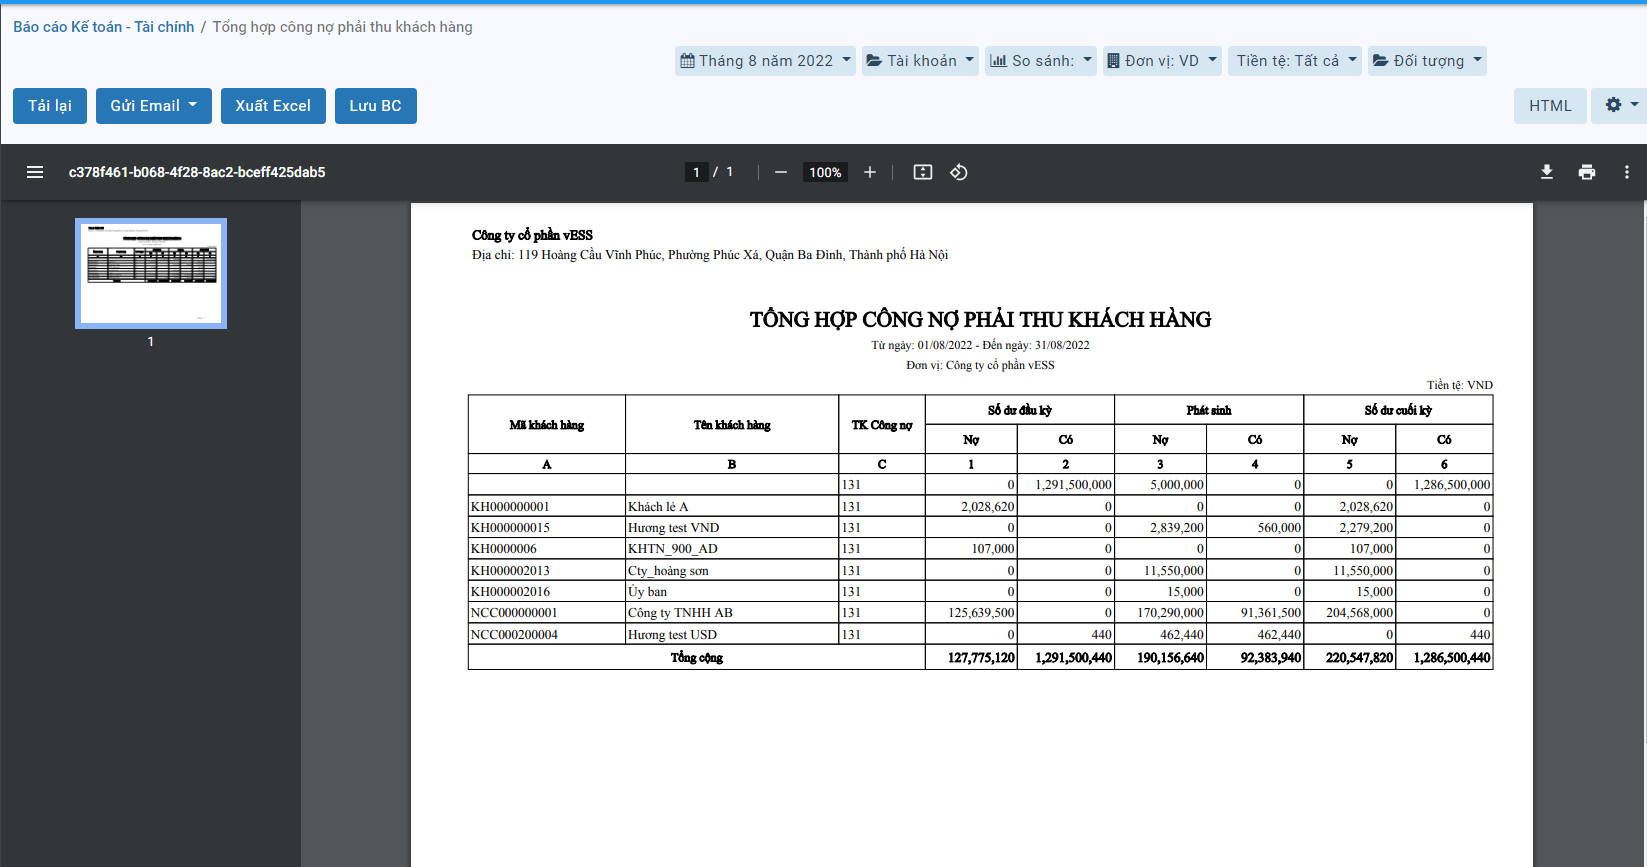 Báo cáo Kế toán - Tài chính / Tổng hợp công nợ phải thu khách hàng
Tháng 8 năm 2022 Tài khoản So sánh: Đơn vị: VD Tiền tệ: Tất cả Đối tượng
Tải lại Gửi Email Xuất Excel Lưu BC HTML
c378f461-b068-4f28-8ac2-bceff425dab5 1 / 1 100%
1
Công ty cổ phần vESS
Địa chỉ: 119 Hoàng Cầu Vĩnh Phúc, Phường Phúc Xá, Quận Ba Đình, Thành phố Hà Nội
TỔNG HỢP CÔNG NỢ PHẢI THU KHÁCH HÀNG
Từ ngày: 01/08/2022 - Đến ngày: 31/08/2022
Đơn vị: Công ty cổ phần vESS
Tiền tệ: VND
Mã khách hàng Tên khách hàng TK Công nợ Số dư đầu kỳ Phát sinh Số dư cuối kỳ
Nợ Có Nợ Có Nợ Có
A B C 1 2 3 4 5 6
131 0 1,291,500,000 5,000,000 0 0 1,286,500,000
KH000000001 Khách lẻ A 131 2,028,620 0 0 0 2,028,620 0
KH000000015 Hương test VND 131 0 0 2,839,200 560,000 2,279,200 0
KH0000006 KHTN_900_AD 131 107,000 0 0 0 107,000 0
KH000002013 Cty_hoàng sơn 131 0 0 11,550,000 0 11,550,000 0
KH000002016 Ủy ban 131 0 0 15,000 0 15,000 0
NCC000000001 Công ty TNHH AB 131 125,639,500 0 170,290,000 91,361,500 204,568,000 0
NCC000200004 Hương test USD 131 0 440 462,440 462,440 0 440
Tổng cộng 127,775,120 1,291,500,440 190,156,640 92,383,940 220,547,820 1,286,500,440